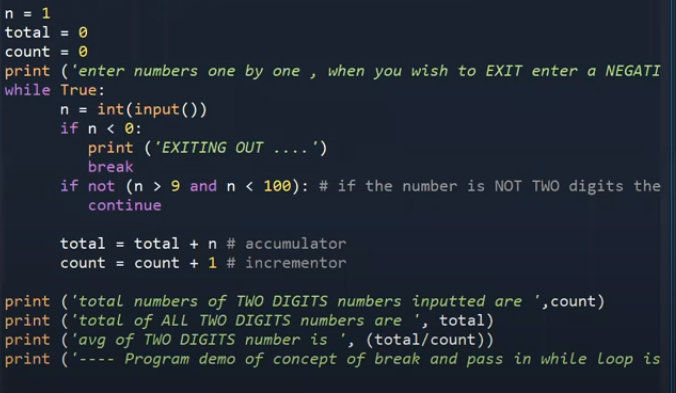 n = 1
total = 0
count = 0
print ('enter numbers one by one , when you wish to EXIT enter a NEGATI
while True:
n = int(input())
if n < 0:
print ('EXITING OUT ....')
break
if not (n > 9 and n < 100): # if the number is NOT TWO digits the
continue
total = total + n # accumulator
count = count + 1 # incrementor
print ('total numbers of TWO DIGITS numbers inputted are ',count)
print ('total of ALL TWO DIGITS numbers are ', total)
print ('avg of TWO DIGITS number is ', (total/count))
print ('---- Program demo of concept of break and pass in while loop is